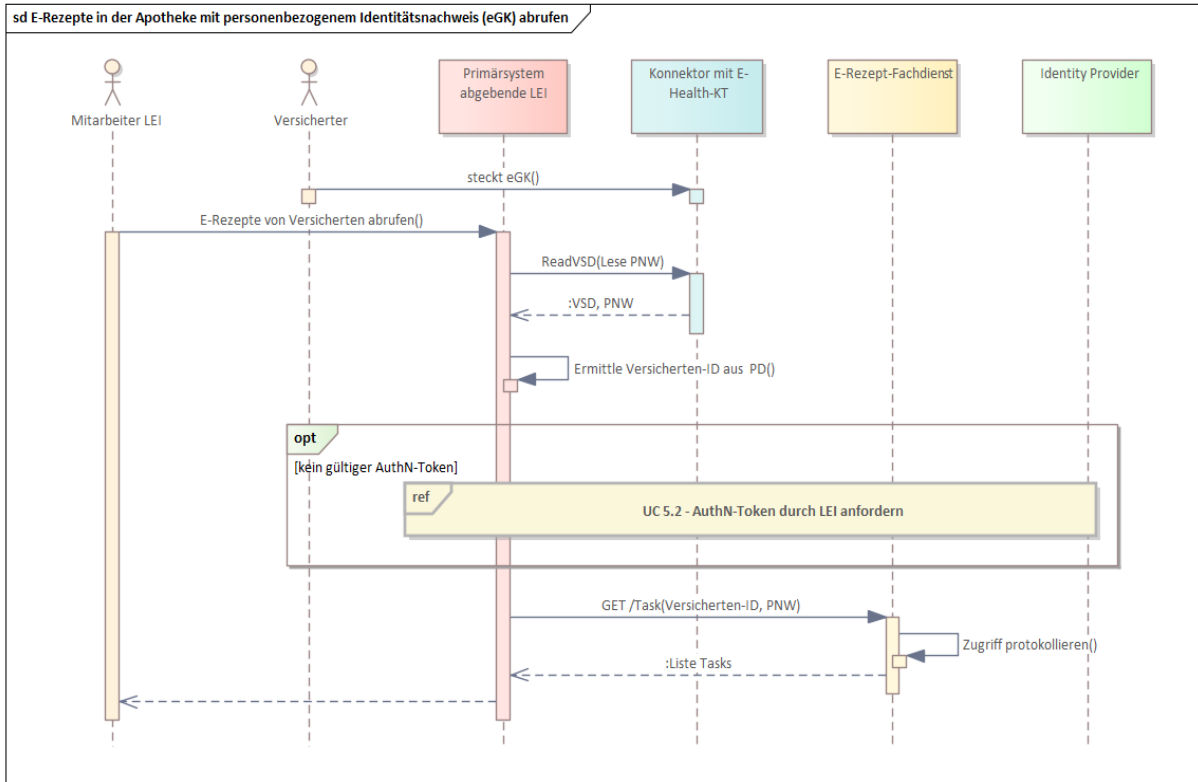 sd E-Rezepte in der Apotheke mit personenbezogenem Identitätsnachweis (eGK) abrufen
Mitarbeiter LEI
Versicherter
Primärsystem
abgebende LEI
Konnektor mit E-
Health-KT
E-Rezept-Fachdienst
Identity Provider
steckt eGK()
E-Rezepte von Versicherten abrufen()
ReadVSD(Lese PNW)
:VSD, PNW
Ermittle Versicherten-ID aus PD()
opt
[kein gültiger AuthN-Token]
ref
UC 5.2 - AuthN-Token durch LEI anfordern
GET /Task(Versicherten-ID, PNW)
Zugriff protokollieren()
:Liste Tasks